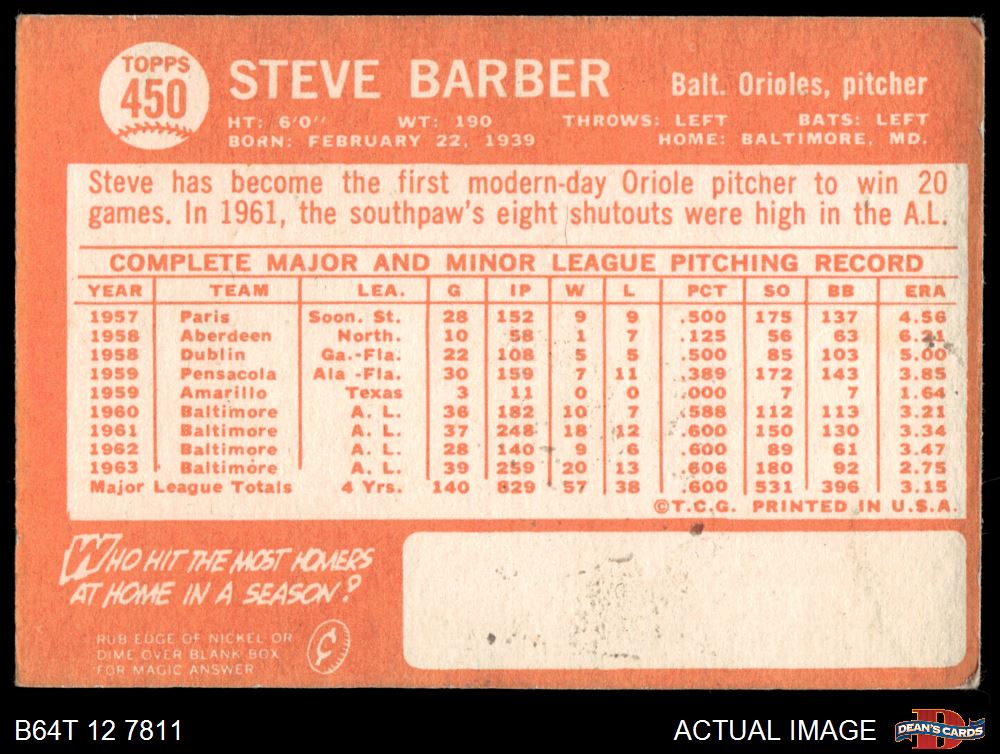 TOPPS
450
STEVE BARBER
Balt. Orioles, pitcher
HT: 6'0" WT: 190 THROWS: LEFT BATS: LEFT
BORN: FEBRUARY 22, 1939 HOME: BALTIMORE, MD.
Steve has become the first modern-day Oriole pitcher to win 20
games. In 1961, the southpaw's eight shutouts were high in the A.L.
COMPLETE MAJOR AND MINOR LEAGUE PITCHING RECORD
YEAR TEAM LEA. G IP W L PCT SO BB ERA
1957 Paris Soon. St. 28 152 9 9 .500 175 137 4.56
1958 Aberdeen North. 10 58 1 7 .125 56 63 6.21
1958 Dublin Ga.-Fla. 22 108 5 5 .500 85 103 5.00
1959 Pensacola Ala -Fla. 30 159 7 11 .389 172 143 3.85
1959 Amarillo Texas 3 11 0 0 .000 7 7 1.64
1960 Baltimore A. L. 36 182 10 7 .588 112 113 3.21
1961 Baltimore A. L. 37 248 18 12 .600 150 130 3.34
1962 Baltimore A. L. 28 140 9 6 .600 89 61 3.47
1963 Baltimore A. L. 39 259 20 13 .606 180 92 2.75
Major League Totals 4 Yrs. 140 829 57 38 .600 531 396 3.15
©T.C.G. PRINTED IN U.S.A.
WHO HIT THE MOST HOMERS
AT HOME IN A SEASON?
RUB EDGE OF NICKEL OR
DIME OVER BLANK BOX
FOR MAGIC ANSWER
¢
B64T 12 7811
ACTUAL IMAGE
D
DEAN'S CARDS